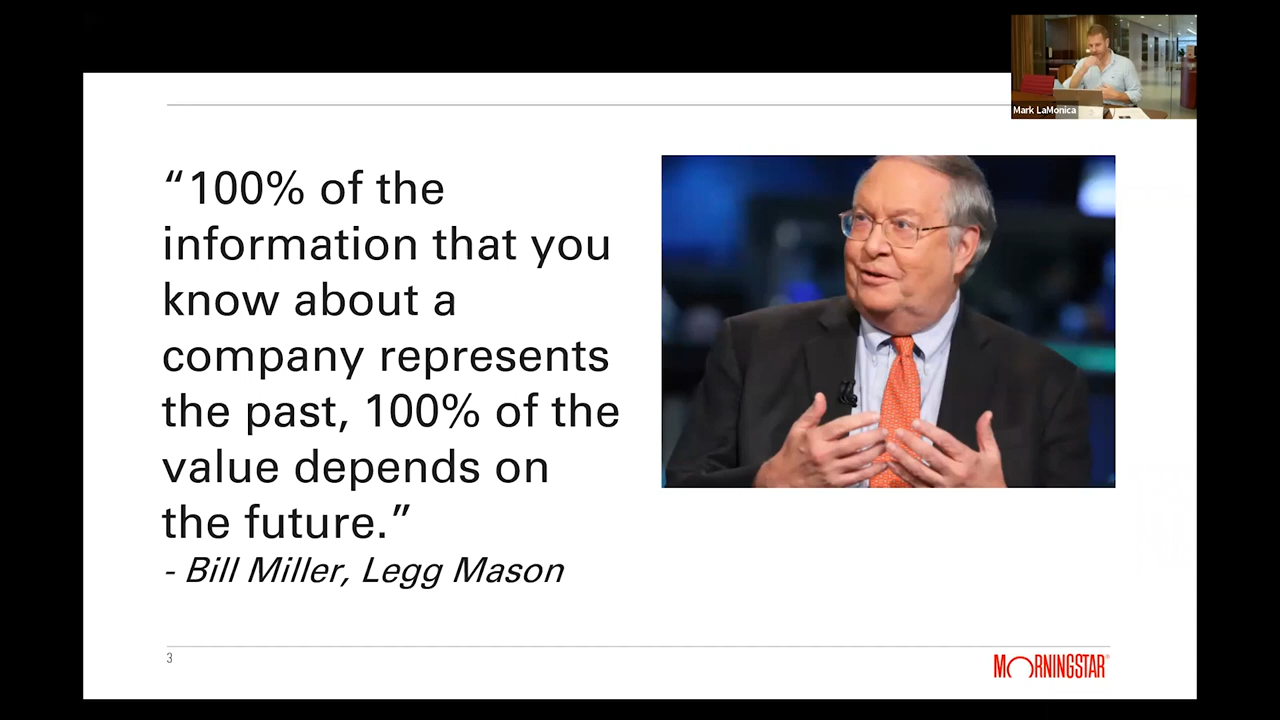 Mark LaMonica
“100% of the
information that you
know about a
company represents
the past, 100% of the
value depends on
the future.”
- Bill Miller, Legg Mason
3
MORNINGSTAR®